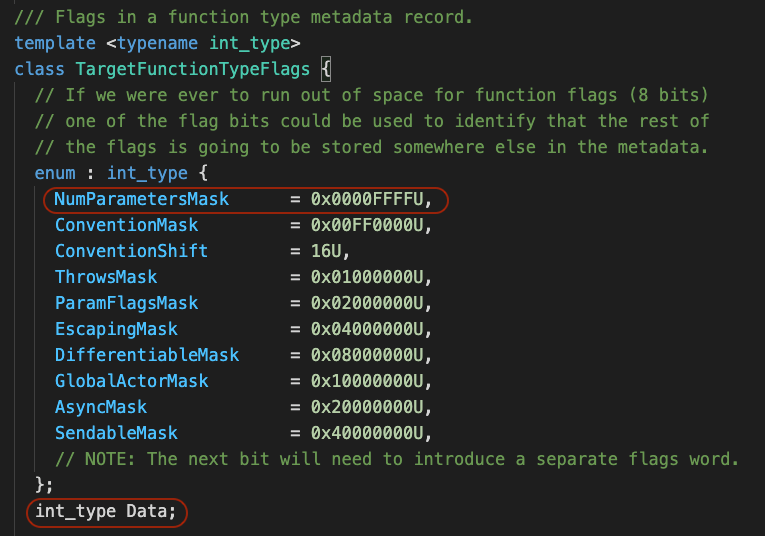 /// Flags in a function type metadata record.
template <typename int_type>
class TargetFunctionTypeFlags {
// If we were ever to run out of space for function flags (8 bits)
// one of the flag bits could be used to identify that the rest of
// the flags is going to be stored somewhere else in the metadata.
enum : int_type {
NumParametersMask = 0x0000FFFFU,
ConventionMask = 0x00FF0000U,
ConventionShift = 16U,
ThrowsMask = 0x01000000U,
ParamFlagsMask = 0x02000000U,
EscapingMask = 0x04000000U,
DifferentiableMask = 0x08000000U,
GlobalActorMask = 0x10000000U,
AsyncMask = 0x20000000U,
SendableMask = 0x40000000U,
// NOTE: The next bit will need to introduce a separate flags word.
};
int_type Data;